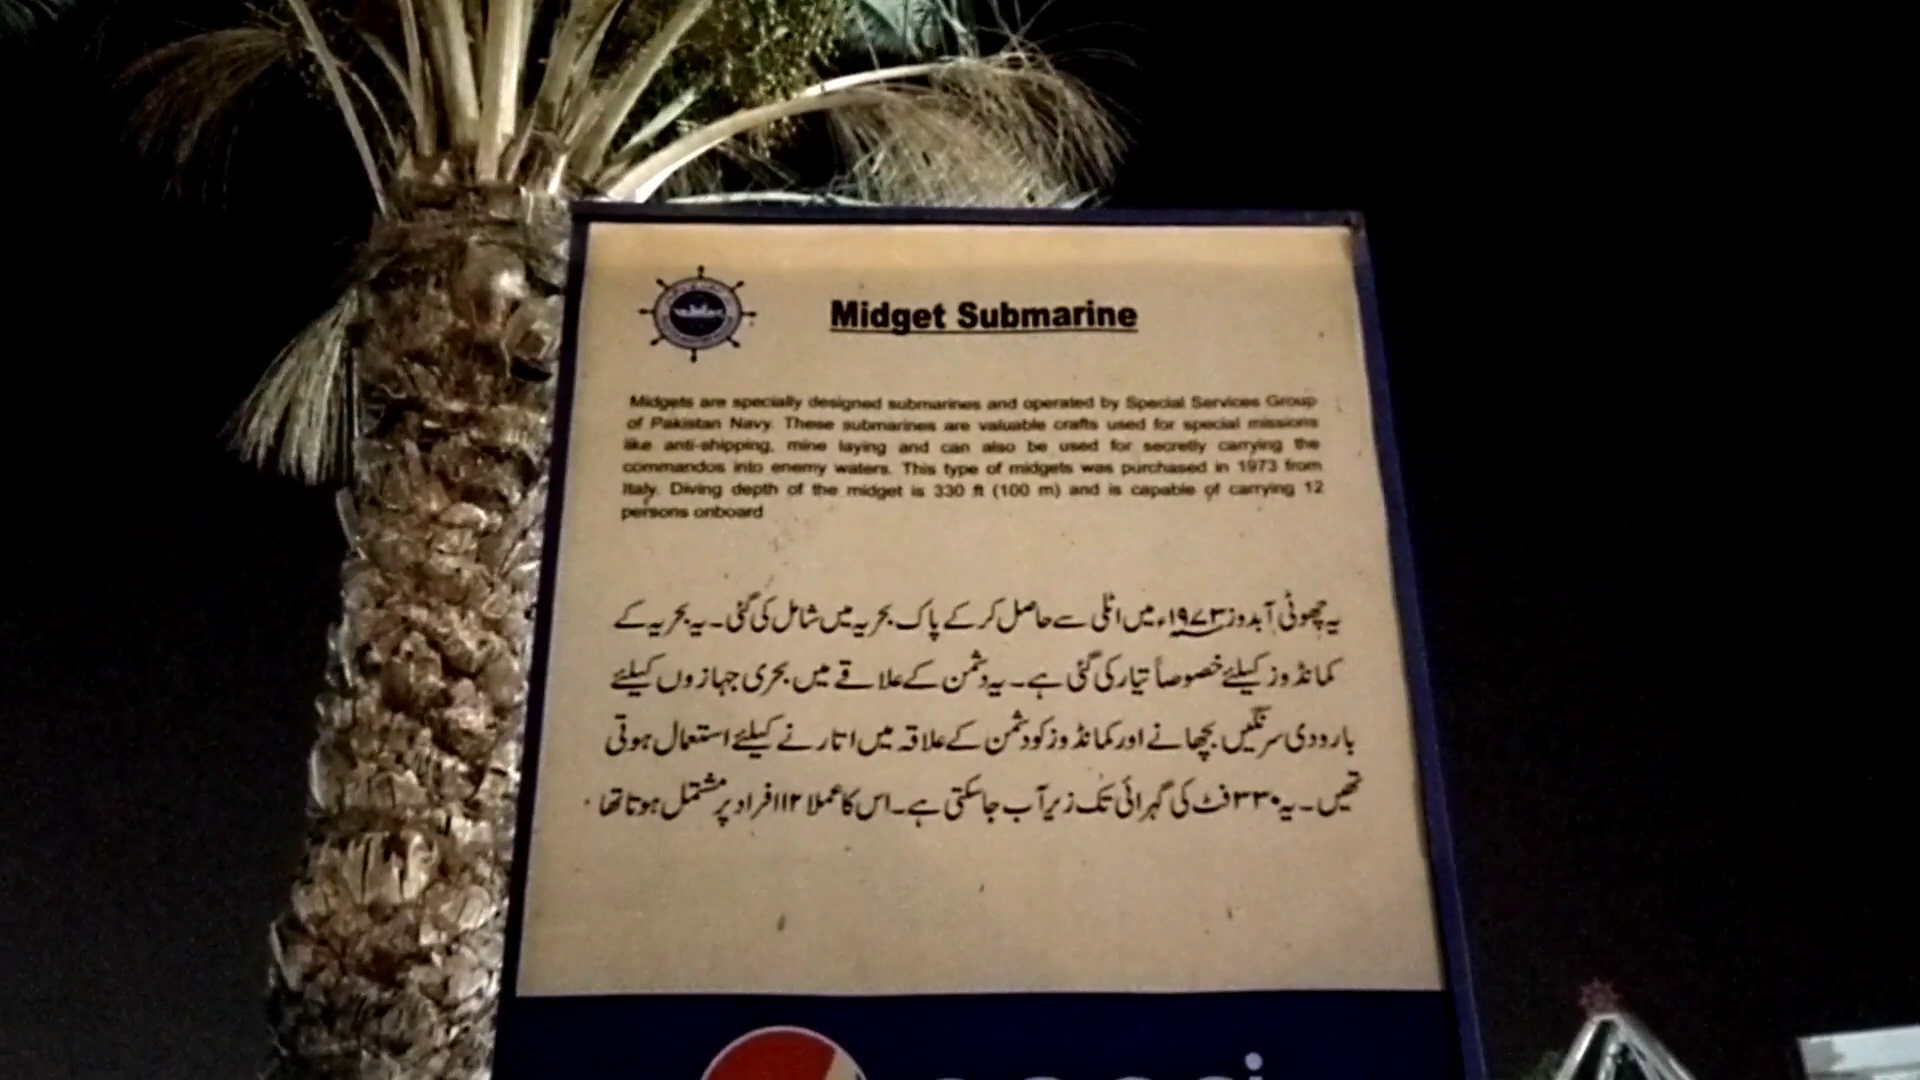 Midget Submarine
Midgets are specially designed submarines and operated by Special Services Group
of Pakistan Navy. These submarines are valuable crafts used for special missions
like anti-shipping, mine laying and can also be used for secretly carrying the
commandos into enemy waters. This type of midgets was purchased in 1973 from
Italy. Diving depth of the midget is 330 ft (100 m) and is capable of carrying 12
persons onboard
یہ چھوٹی آبدوز ۱۹۷۳ء میں اٹلی سے حاصل کر کے پاک بحریہ میں شامل کی گئی۔ یہ بحریہ کے
کمانڈوز کیلئے خصوصاً تیار کی گئی ہے۔ یہ دشمن کے علاقے میں بحری جہازوں کیلئے
بارودی سرنگیں بچھانے اور کمانڈوز کو دشمن کے علاقہ میں اتارنے کیلئے استعمال ہوتی
تھیں۔ یہ ۳۳۰ فٹ کی گہرائی تک زیر آب جاسکتی ہے۔ اس کا عملا ۱۲ افراد پر مشتمل ہوتا تھا